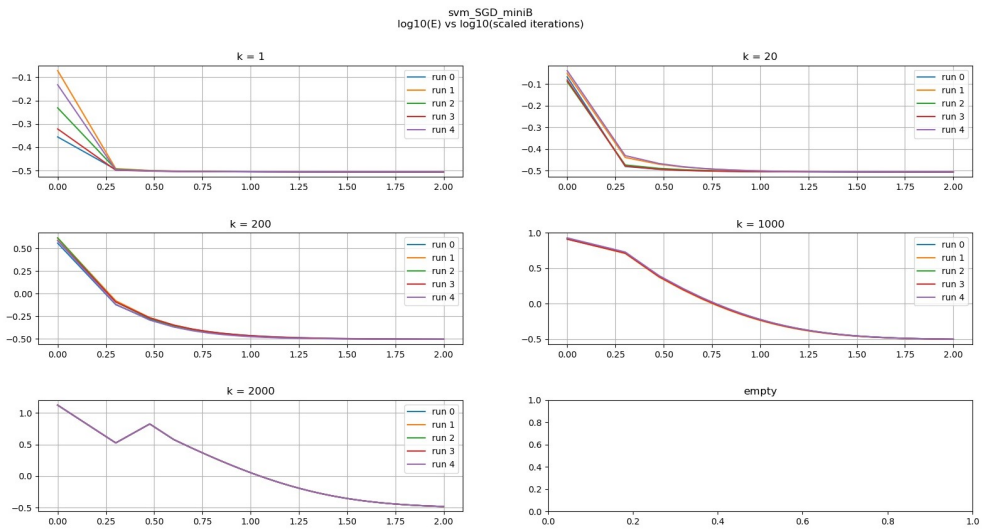 svm_SGD_miniB
log10(E) vs log10(scaled iterations)
k = 1
−0.1
−0.2
−0.3
−0.4
−0.5
run 0
run 1
run 2
run 3
run 4
0.00 0.25 0.50 0.75 1.00 1.25 1.50 1.75 2.00
k = 20
−0.1
−0.2
−0.3
−0.4
−0.5
run 0
run 1
run 2
run 3
run 4
0.00 0.25 0.50 0.75 1.00 1.25 1.50 1.75 2.00
k = 200
0.50
0.25
0.00
−0.25
−0.50
run 0
run 1
run 2
run 3
run 4
0.00 0.25 0.50 0.75 1.00 1.25 1.50 1.75 2.00
k = 1000
1.0
0.5
0.0
−0.5
run 0
run 1
run 2
run 3
run 4
0.00 0.25 0.50 0.75 1.00 1.25 1.50 1.75 2.00
k = 2000
1.0
0.5
0.0
−0.5
run 0
run 1
run 2
run 3
run 4
0.00 0.25 0.50 0.75 1.00 1.25 1.50 1.75 2.00
empty
1.0
0.8
0.6
0.4
0.2
0.0
0.0 0.2 0.4 0.6 0.8 1.0